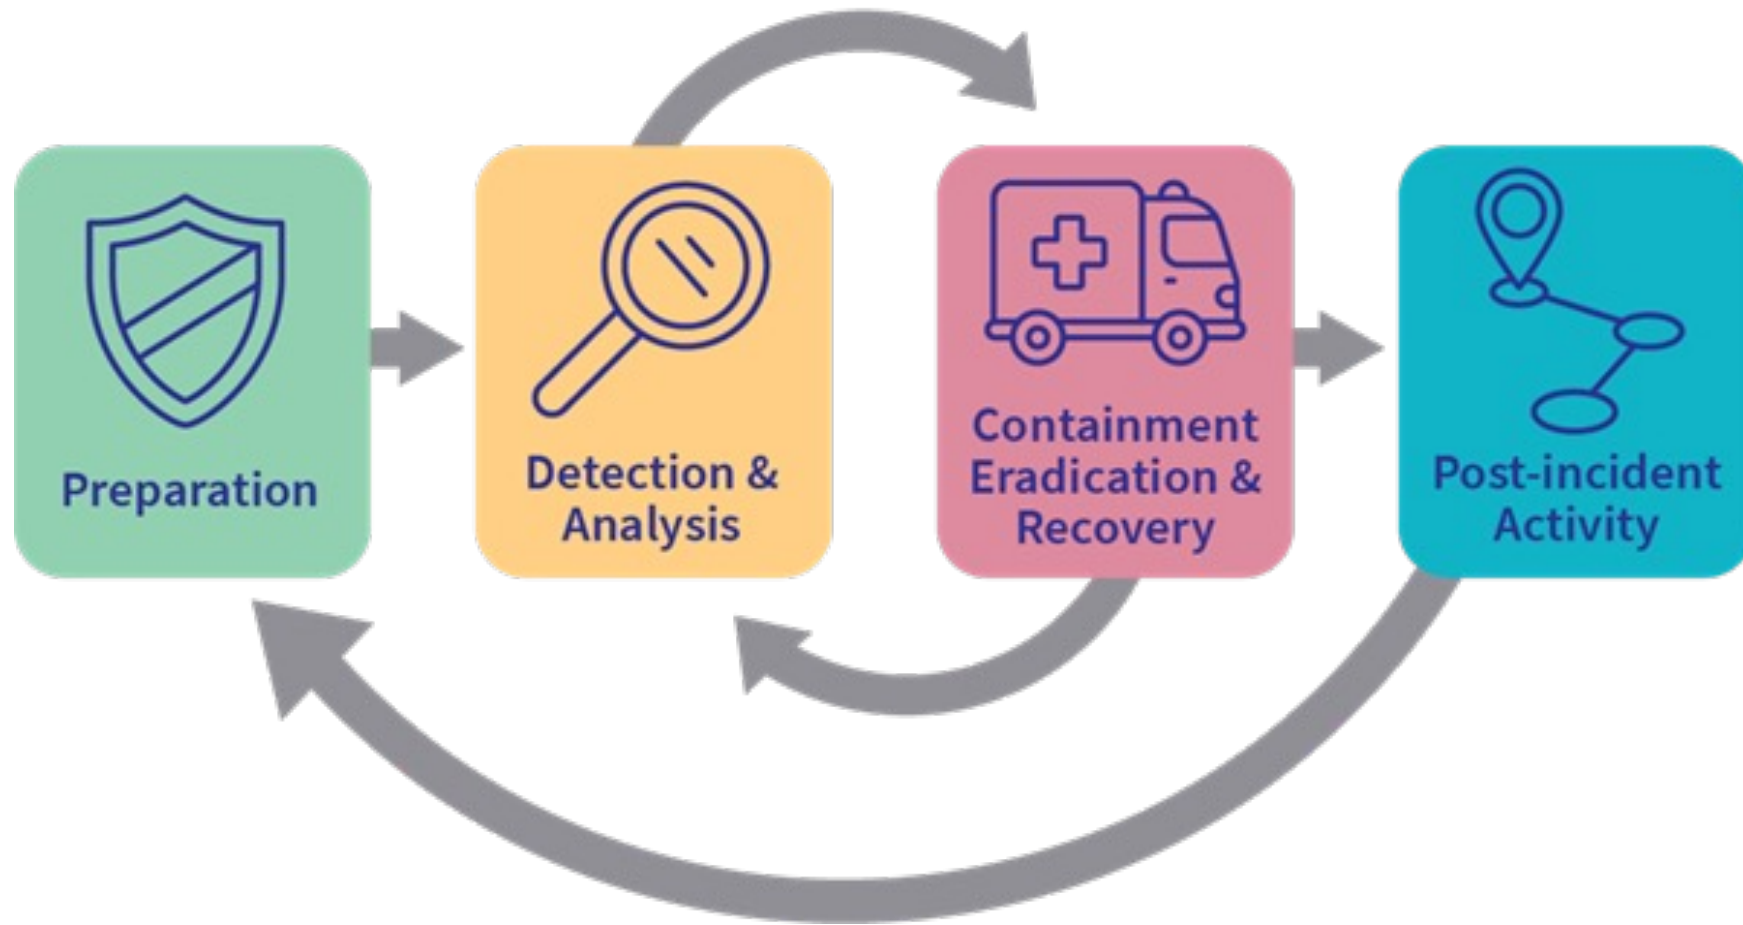 Preparation
Detection &
Analysis
Containment
Eradication &
Recovery
Post-incident
Activity